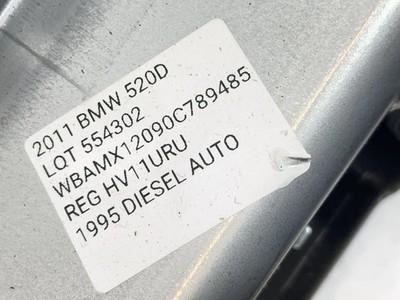 2011 BMW 520D
LOT 554302
WBAMX12090C789485
REG HV11URU
1995 DIESEL AUTO